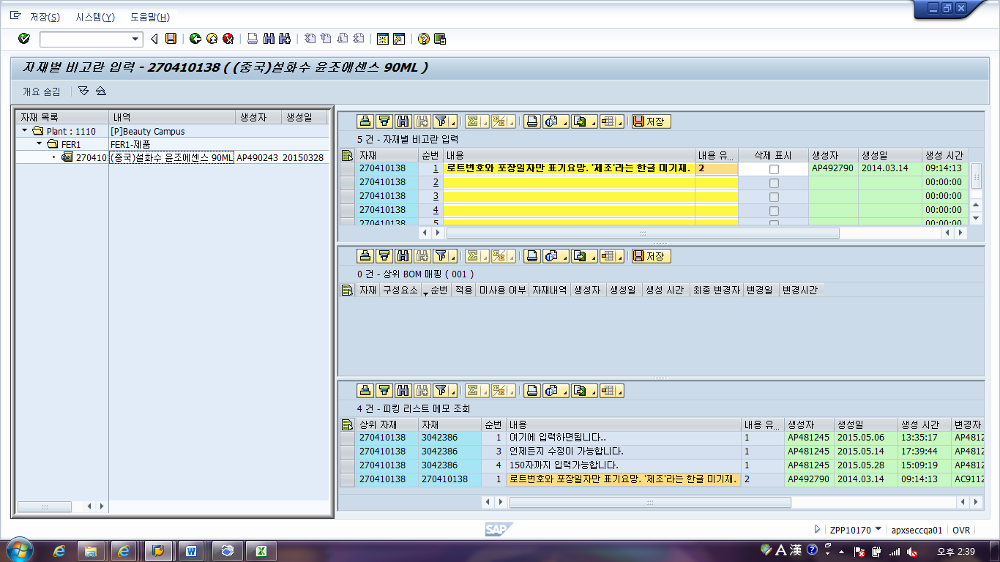 저장(S) 시스템(Y) 도움말(H)
자재별 비고란 입력 - 270410138 ( (중국)설화수 윤조에센스 90ML )
개요 숨김
자재 목록 내역 생성자 생성일
Plant : 1110 [P]Beauty Campus
FER1 FER1-제품
270410 (중국)설화수 윤조에센스 90ML AP490243 20150328
저장
5 건 - 자재별 비고란 입력
자재 순번 내용 내용 유... 삭제 표시 생성자 생성일 생성 시간
270410138 1 로트번호와 포장일자만 표기요망. '제조'라는 한글 미기재. 2 AP492790 2014.03.14 09:14:13
270410138 2 00:00:00
270410138 3 00:00:00
270410138 4 00:00:00
270410138 5 00:00:00
저장
0 건 - 상위 BOM 매핑 ( 001 )
자재 구성요소 순번 적용 미사용 여부 자재내역 생성자 생성일 생성 시간 최종 변경자 변경일 변경시간
4 건 - 피킹 리스트 메모 조회
상위 자재 자재 순번 내용 내용 유... 생성자 생성일 생성 시간 변경자
270410138 3042386 1 여기에 입력하면됩니다.. 1 AP481245 2015.05.06 13:35:17 AP4812
270410138 3042386 3 언제든지 수정이 가능합니다. 1 AP481245 2015.05.14 17:39:44 AP4812
270410138 3042386 4 150자까지 입력가능합니다. 1 AP481245 2015.05.28 15:09:19 AP4812
270410138 270410138 1 로트번호와 포장일자만 표기요망. '제조'라는 한글 미기재. 2 AP492790 2014.03.14 09:14:13 AC9112
SAP
ZPP10170 apxseccqa01 OVR
A 漢 오후 2:39